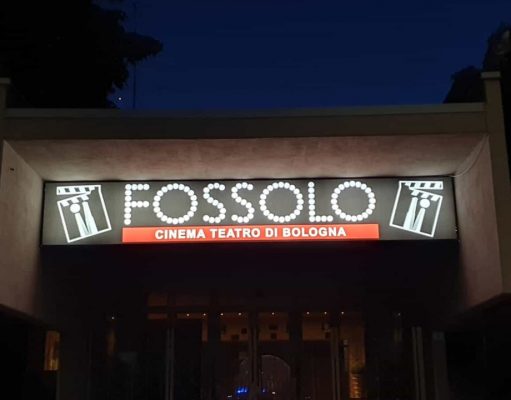 FOSSOLO
CINEMA TEATRO DI BOLOGNA